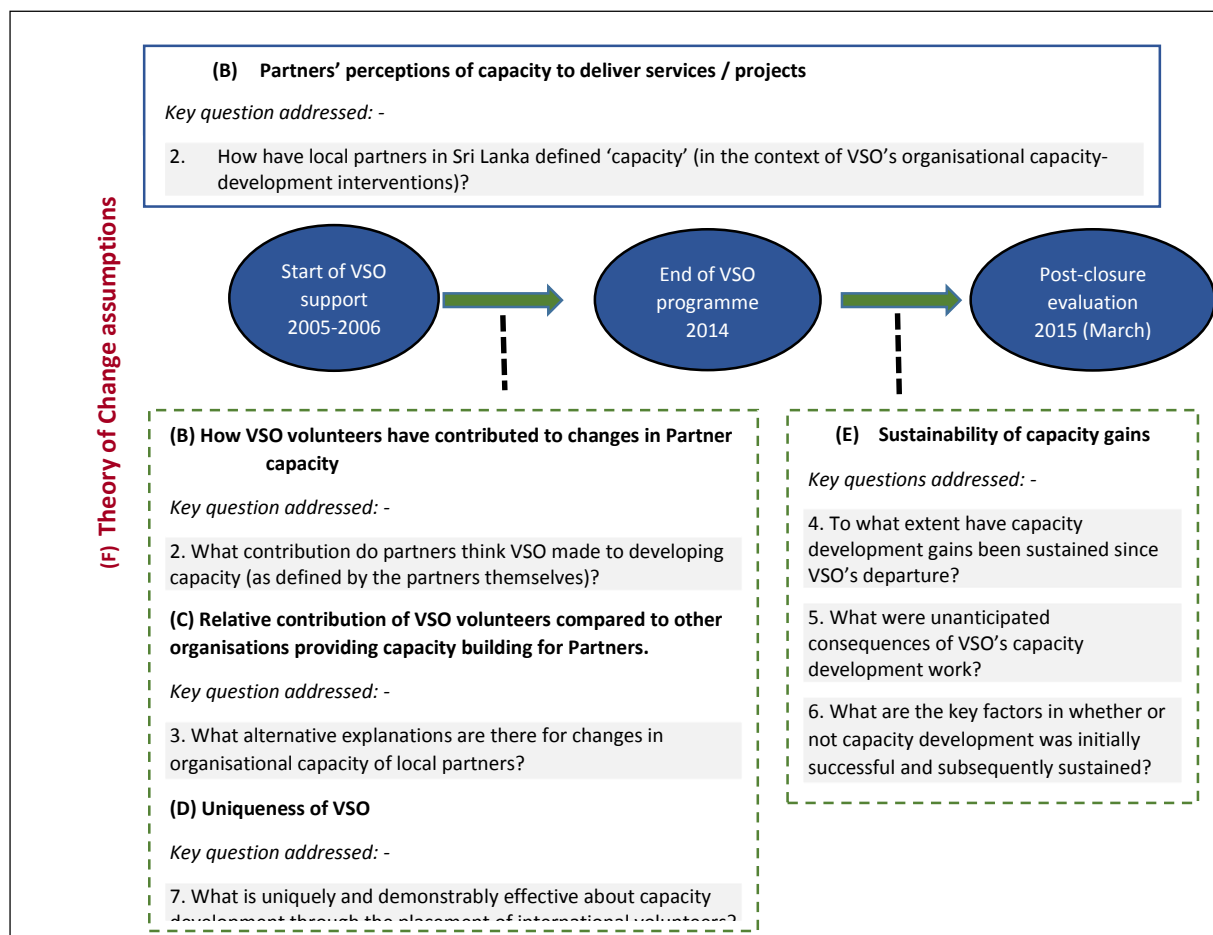 (B) Partners’ perceptions of capacity to deliver services / projects
Key question addressed: -
2. How have local partners in Sri Lanka defined ‘capacity’ (in the context of VSO’s organisational capacity-
development interventions)?
(F) Theory of Change assumptions
Start of VSO
support
2005-2006
End of VSO
programme
2014
Post-closure
evaluation
2015 (March)
(B) How VSO volunteers have contributed to changes in Partner
capacity
Key question addressed: -
2. What contribution do partners think VSO made to developing
capacity (as defined by the partners themselves)?
(C) Relative contribution of VSO volunteers compared to other
organisations providing capacity building for Partners.
Key question addressed: -
3. What alternative explanations are there for changes in
organisational capacity of local partners?
(D) Uniqueness of VSO
Key question addressed: -
7. What is uniquely and demonstrably effective about capacity
development through the placement of international volunteers?
(E) Sustainability of capacity gains
Key questions addressed: -
4. To what extent have capacity
development gains been sustained since
VSO’s departure?
5. What were unanticipated
consequences of VSO’s capacity
development work?
6. What are the key factors in whether or
not capacity development was initially
successful and subsequently sustained?